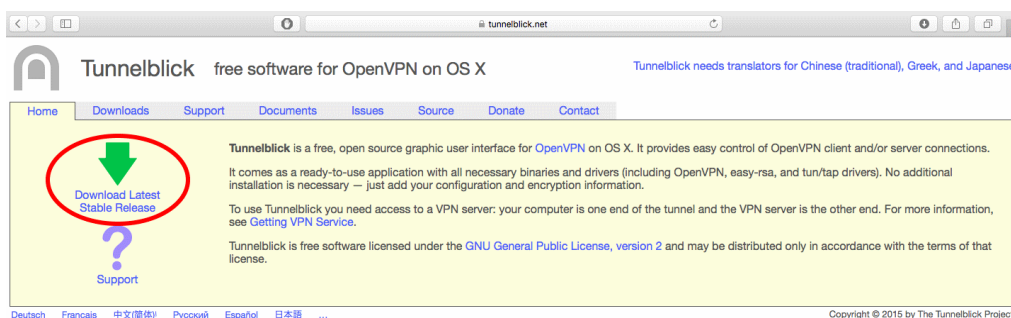 tunnelblick.net
Tunnelblick free software for OpenVPN on OS X
Tunnelblick needs translators for Chinese (traditional), Greek, and Japanese
Home Downloads Support Documents Issues Source Donate Contact
Download Latest
Stable Release
Support
Tunnelblick is a free, open source graphic user interface for OpenVPN on OS X. It provides easy control of OpenVPN client and/or server connections.
It comes as a ready-to-use application with all necessary binaries and drivers (including OpenVPN, easy-rsa, and tun/tap drivers). No additional
installation is necessary — just add your configuration and encryption information.
To use Tunnelblick you need access to a VPN server: your computer is one end of the tunnel and the VPN server is the other end. For more information,
see Getting VPN Service.
Tunnelblick is free software licensed under the GNU General Public License, version 2 and may be distributed only in accordance with the terms of that
license.
Deutsch Français 中文(简体) Русский Español 日本語 ...
Copyright © 2015 by The Tunnelblick Project